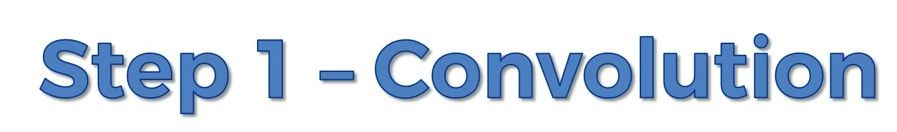 Step 1 – Convolution